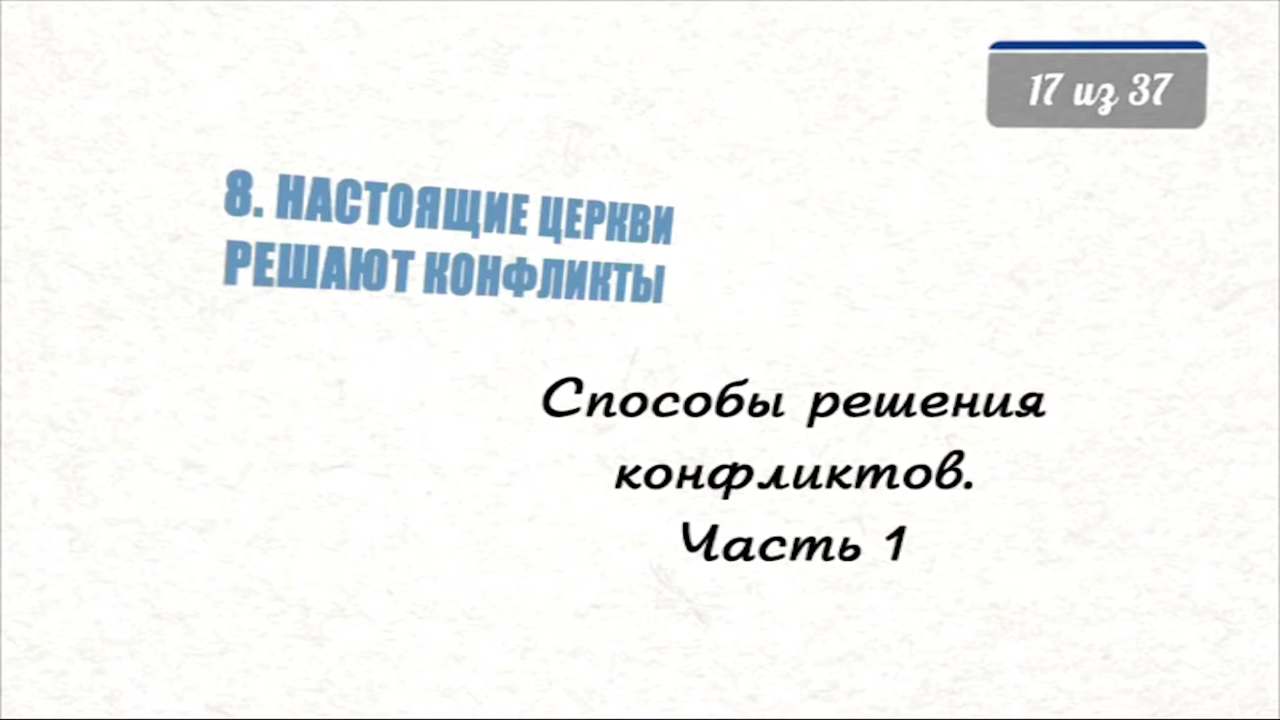 17 из 37
8. НАСТОЯЩИЕ ЦЕРКВИ
РЕШАЮТ КОНФЛИКТЫ
Способы решения
конфликтов.
Часть 1